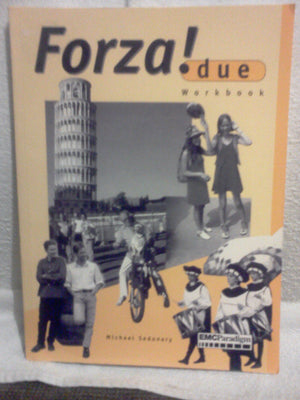 Forza!
due
Workbook
Michael Sedunary
EMCParadigm